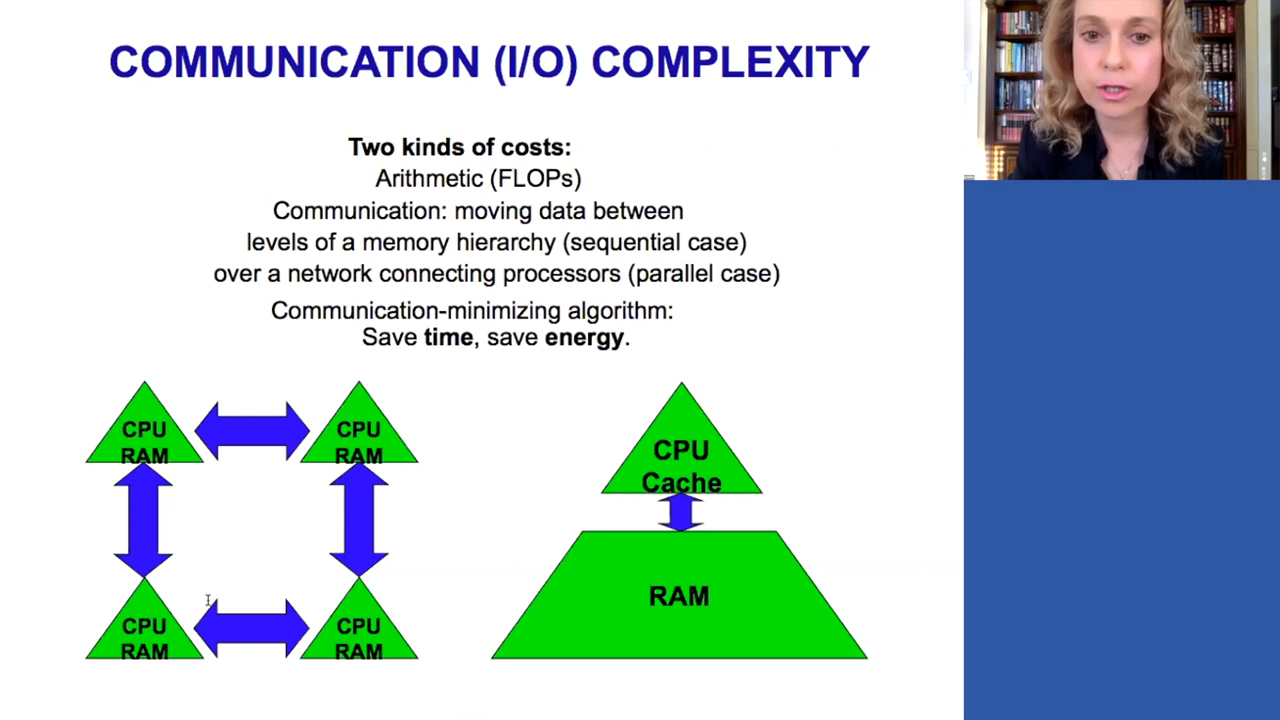 COMMUNICATION (I/O) COMPLEXITY
Two kinds of costs:
Arithmetic (FLOPs)
Communication: moving data between
levels of a memory hierarchy (sequential case)
over a network connecting processors (parallel case)
Communication-minimizing algorithm:
Save time, save energy.
CPU
RAM
CPU
RAM
CPU
RAM
CPU
RAM
CPU
Cache
RAM